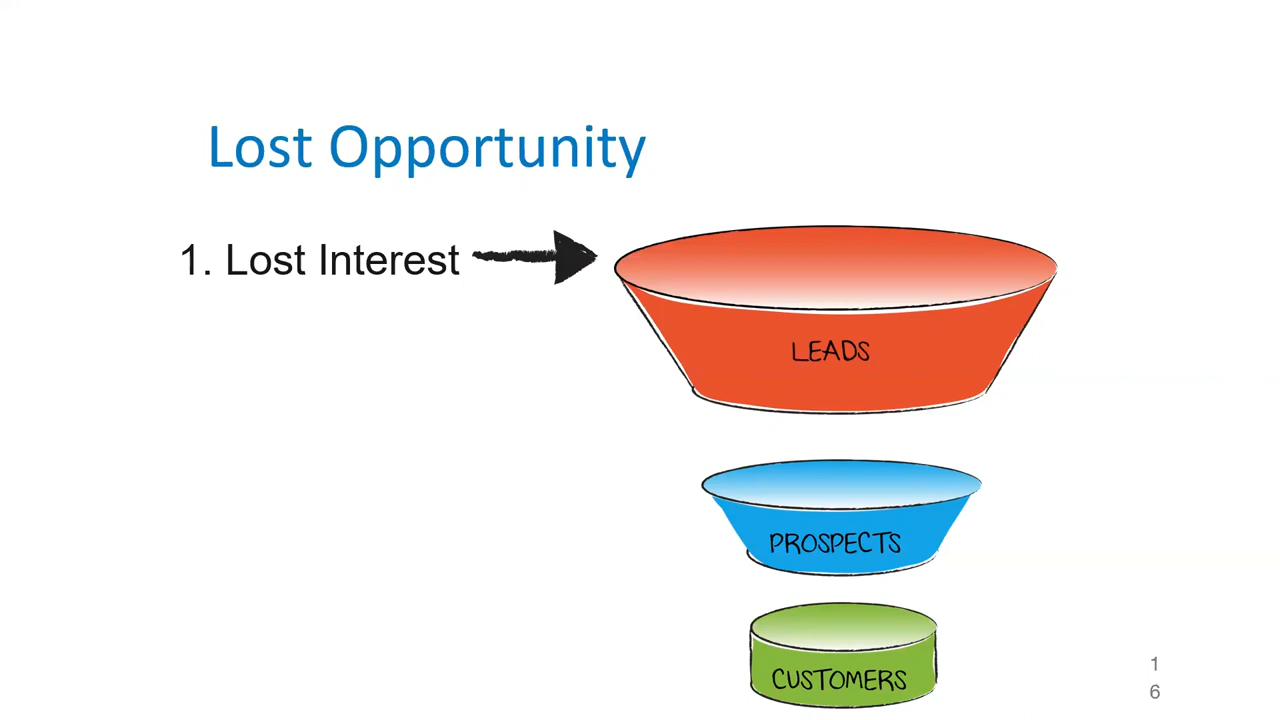 Lost Opportunity
1. Lost Interest
LEADS
PROSPECTS
CUSTOMERS
1
6